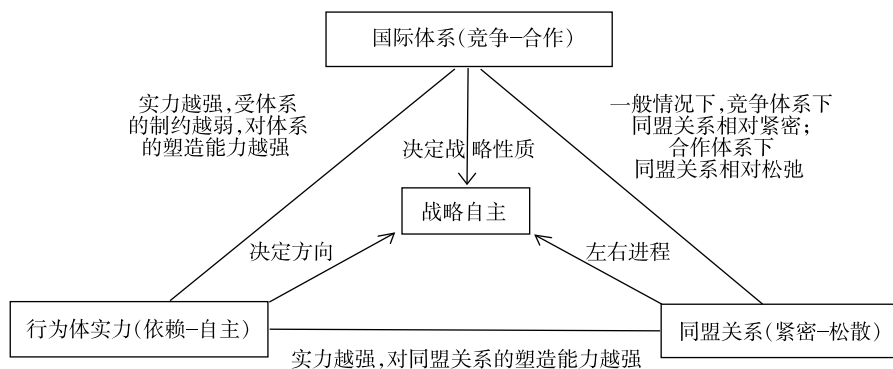 国际体系(竞争–合作)
实力越强,受体系
的制约越弱,对体系
的塑造能力越强
一般情况下,竞争体系下
同盟关系相对紧密;
合作体系下
同盟关系相对松弛
决定战略性质
战略自主
决定方向
左右进程
行为体实力(依赖–自主)
同盟关系(紧密–松散)
实力越强,对同盟关系的塑造能力越强